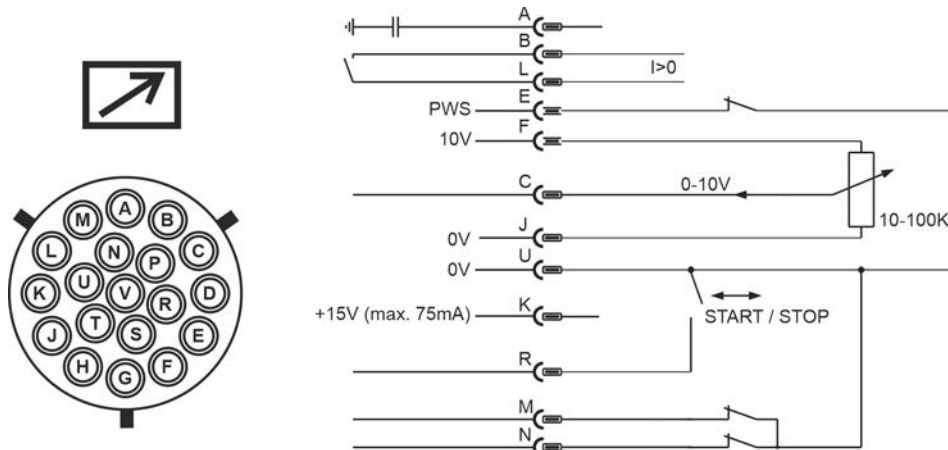 M A B
L N P C
K U V R D
J T S E
H G F
A
B
I>0
L
PWS E
10V F
C 0-10V
10-100K
J
0V
U
0V
+15V (max. 75mA) K
START / STOP
R
M
N